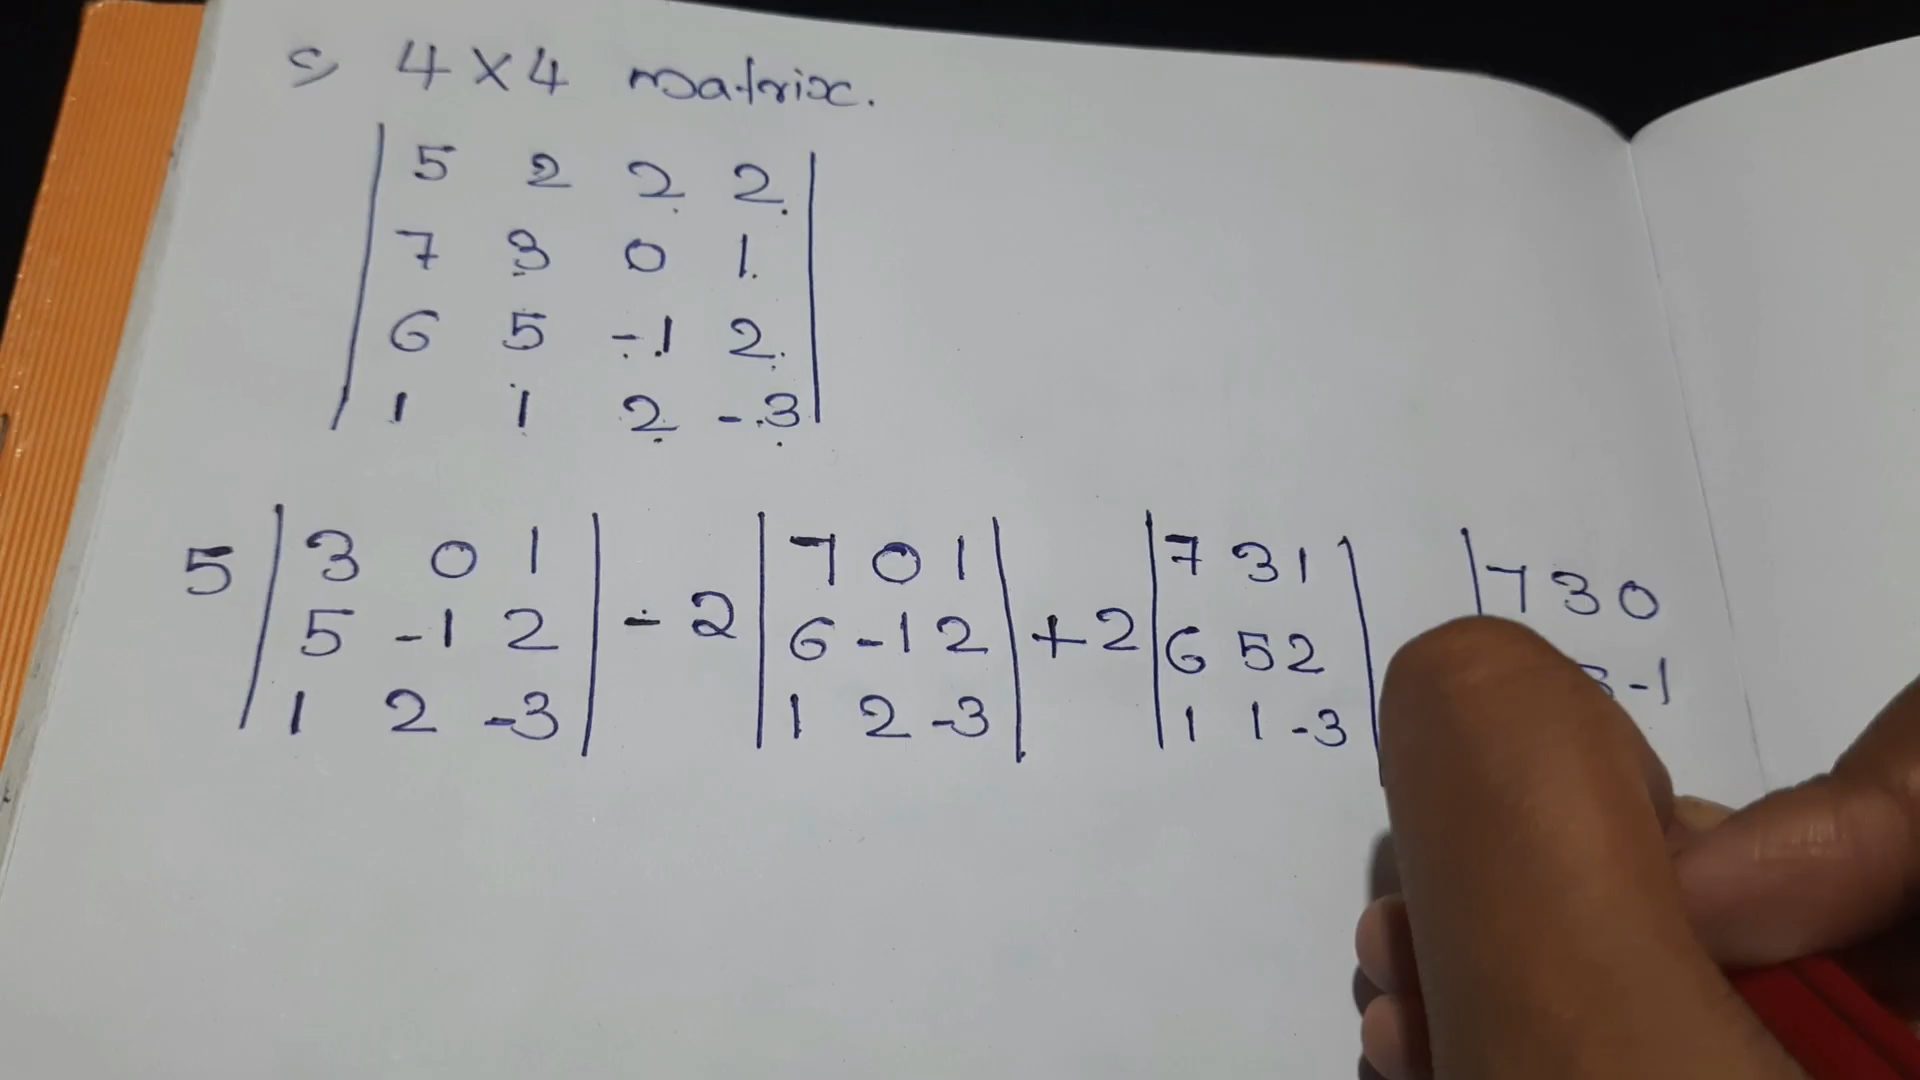 5) 4 X 4 matrix.
| 5 2 2 2 |
| 7 3 0 1 |
| 6 5 -1 2 |
| 1 1 2 -3 |
5 | 3 0 1 | - 2 | 7 0 1 | + 2 | 7 3 1 | | 7 3 0
| 5 -1 2 | | 6 -1 2 | | 6 5 2 | -1
| 1 2 -3 | | 1 2 -3 | | 1 1 -3 |